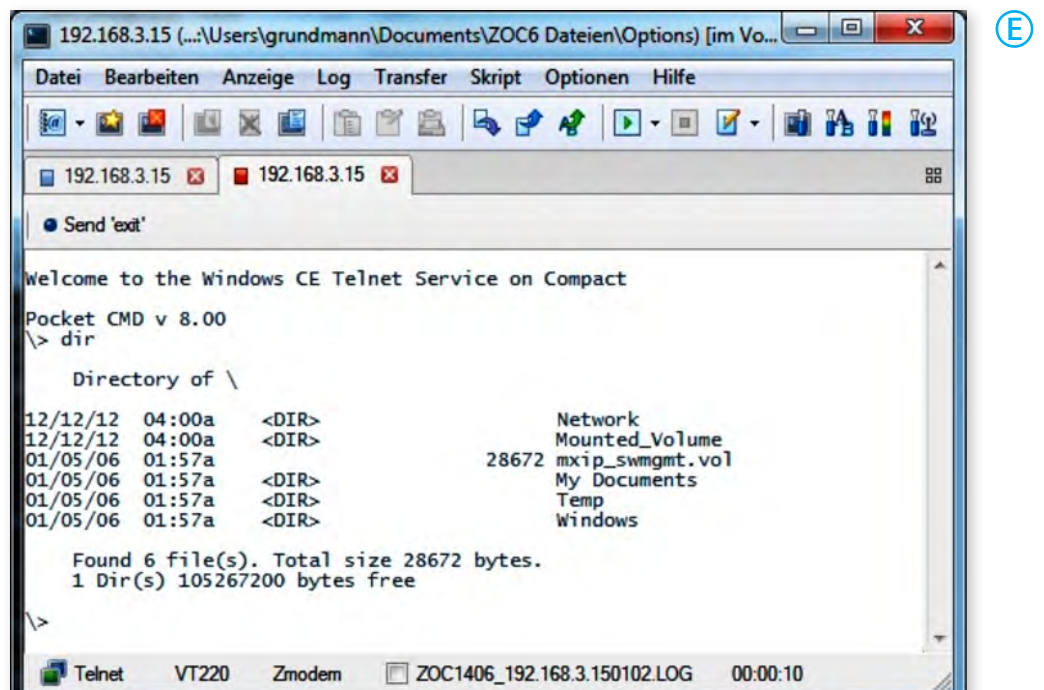 192.168.3.15 (...:\Users\grundmann\Documents\ZOC6 Dateien\Options) [im Vo...
E
Datei Bearbeiten Anzeige Log Transfer Skript Optionen Hilfe
192.168.3.15 192.168.3.15
Send 'exit'
Welcome to the Windows CE Telnet Service on Compact
Pocket CMD v 8.00
\> dir
Directory of \
12/12/12 04:00a <DIR> Network
12/12/12 04:00a <DIR> Mounted_Volume
01/05/06 01:57a 28672 mxip_swmgmt.vol
01/05/06 01:57a <DIR> My Documents
01/05/06 01:57a <DIR> Temp
01/05/06 01:57a <DIR> Windows
Found 6 file(s). Total size 28672 bytes.
1 Dir(s) 105267200 bytes free
\>
Telnet VT220 Zmodem ZOC1406_192.168.3.150102.LOG 00:00:10